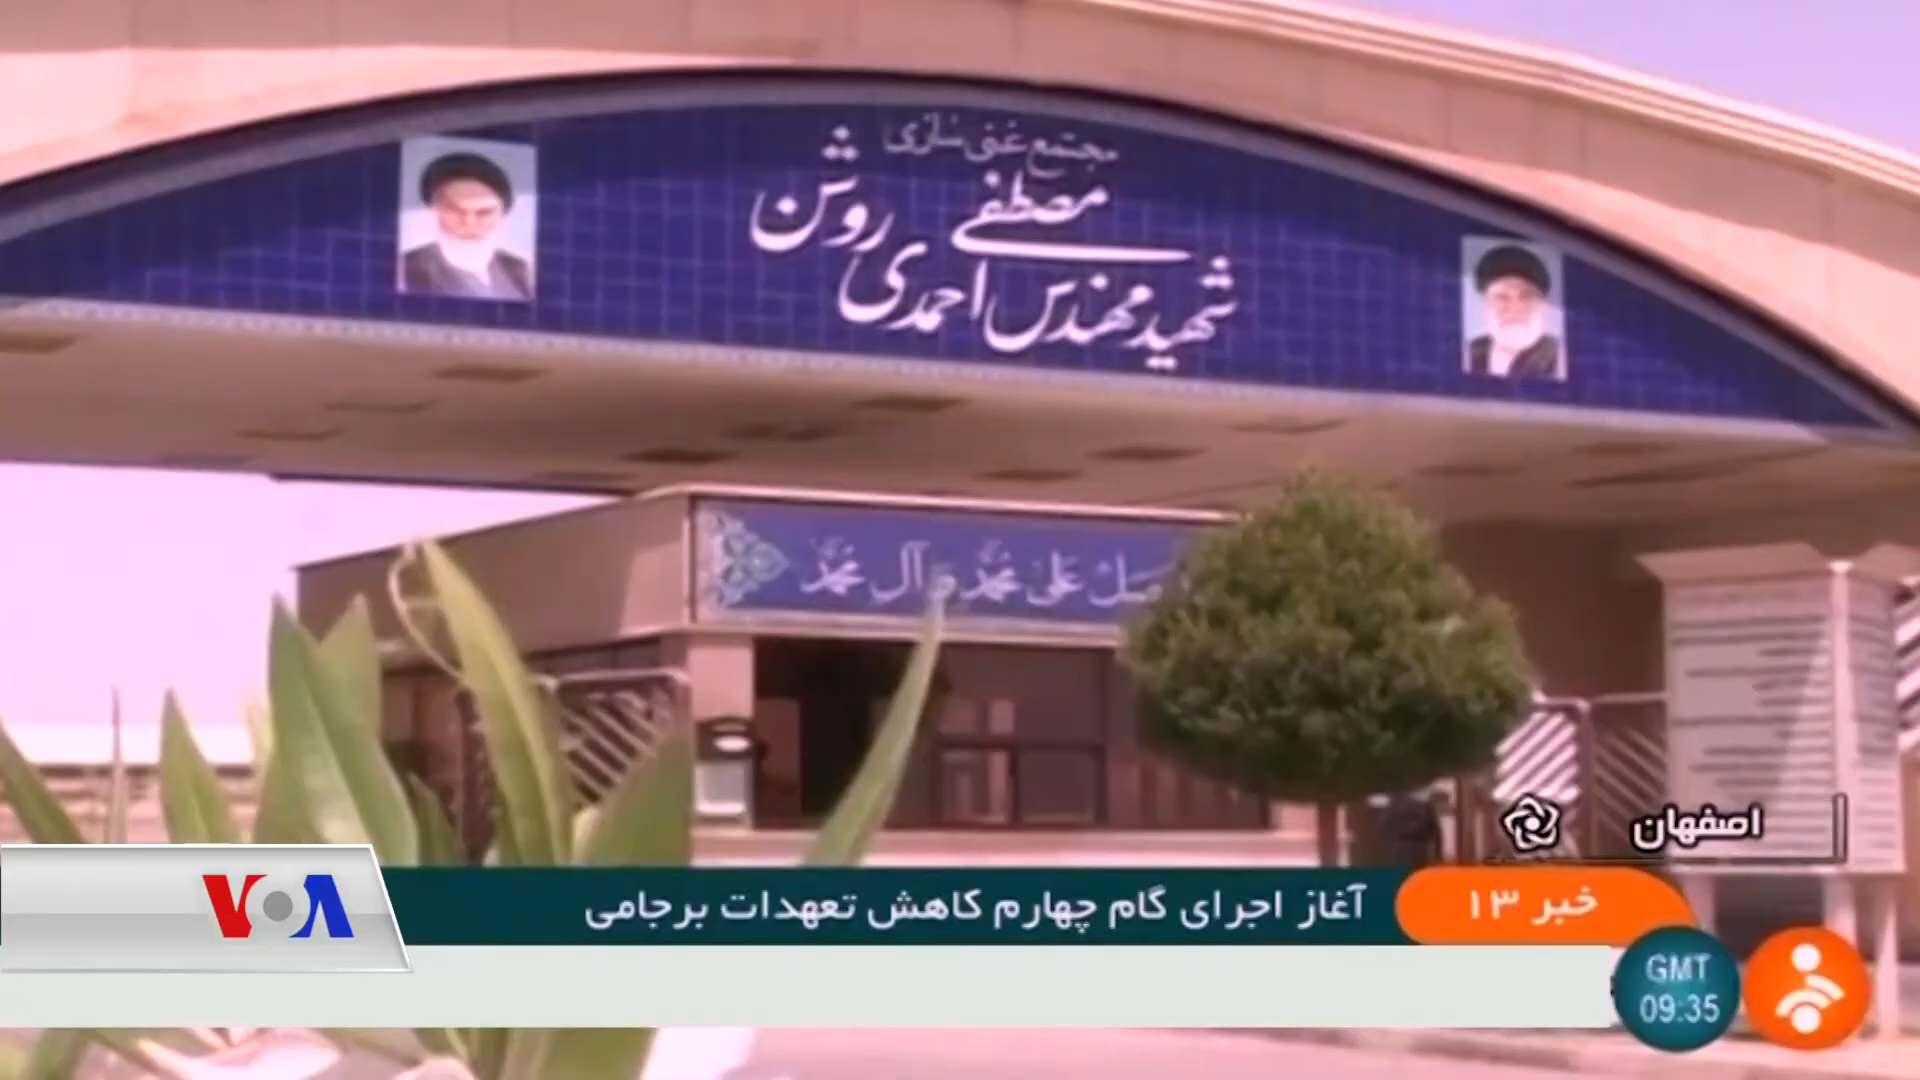 مجتمع غنی سازی
شهید مهندس مصطفی احمدی روشن
صل علی محمد و آل محمد
اصفهان
خبر ۱۳
آغاز اجرای گام چهارم کاهش تعهدات برجامی
VOA
GMT
09:35